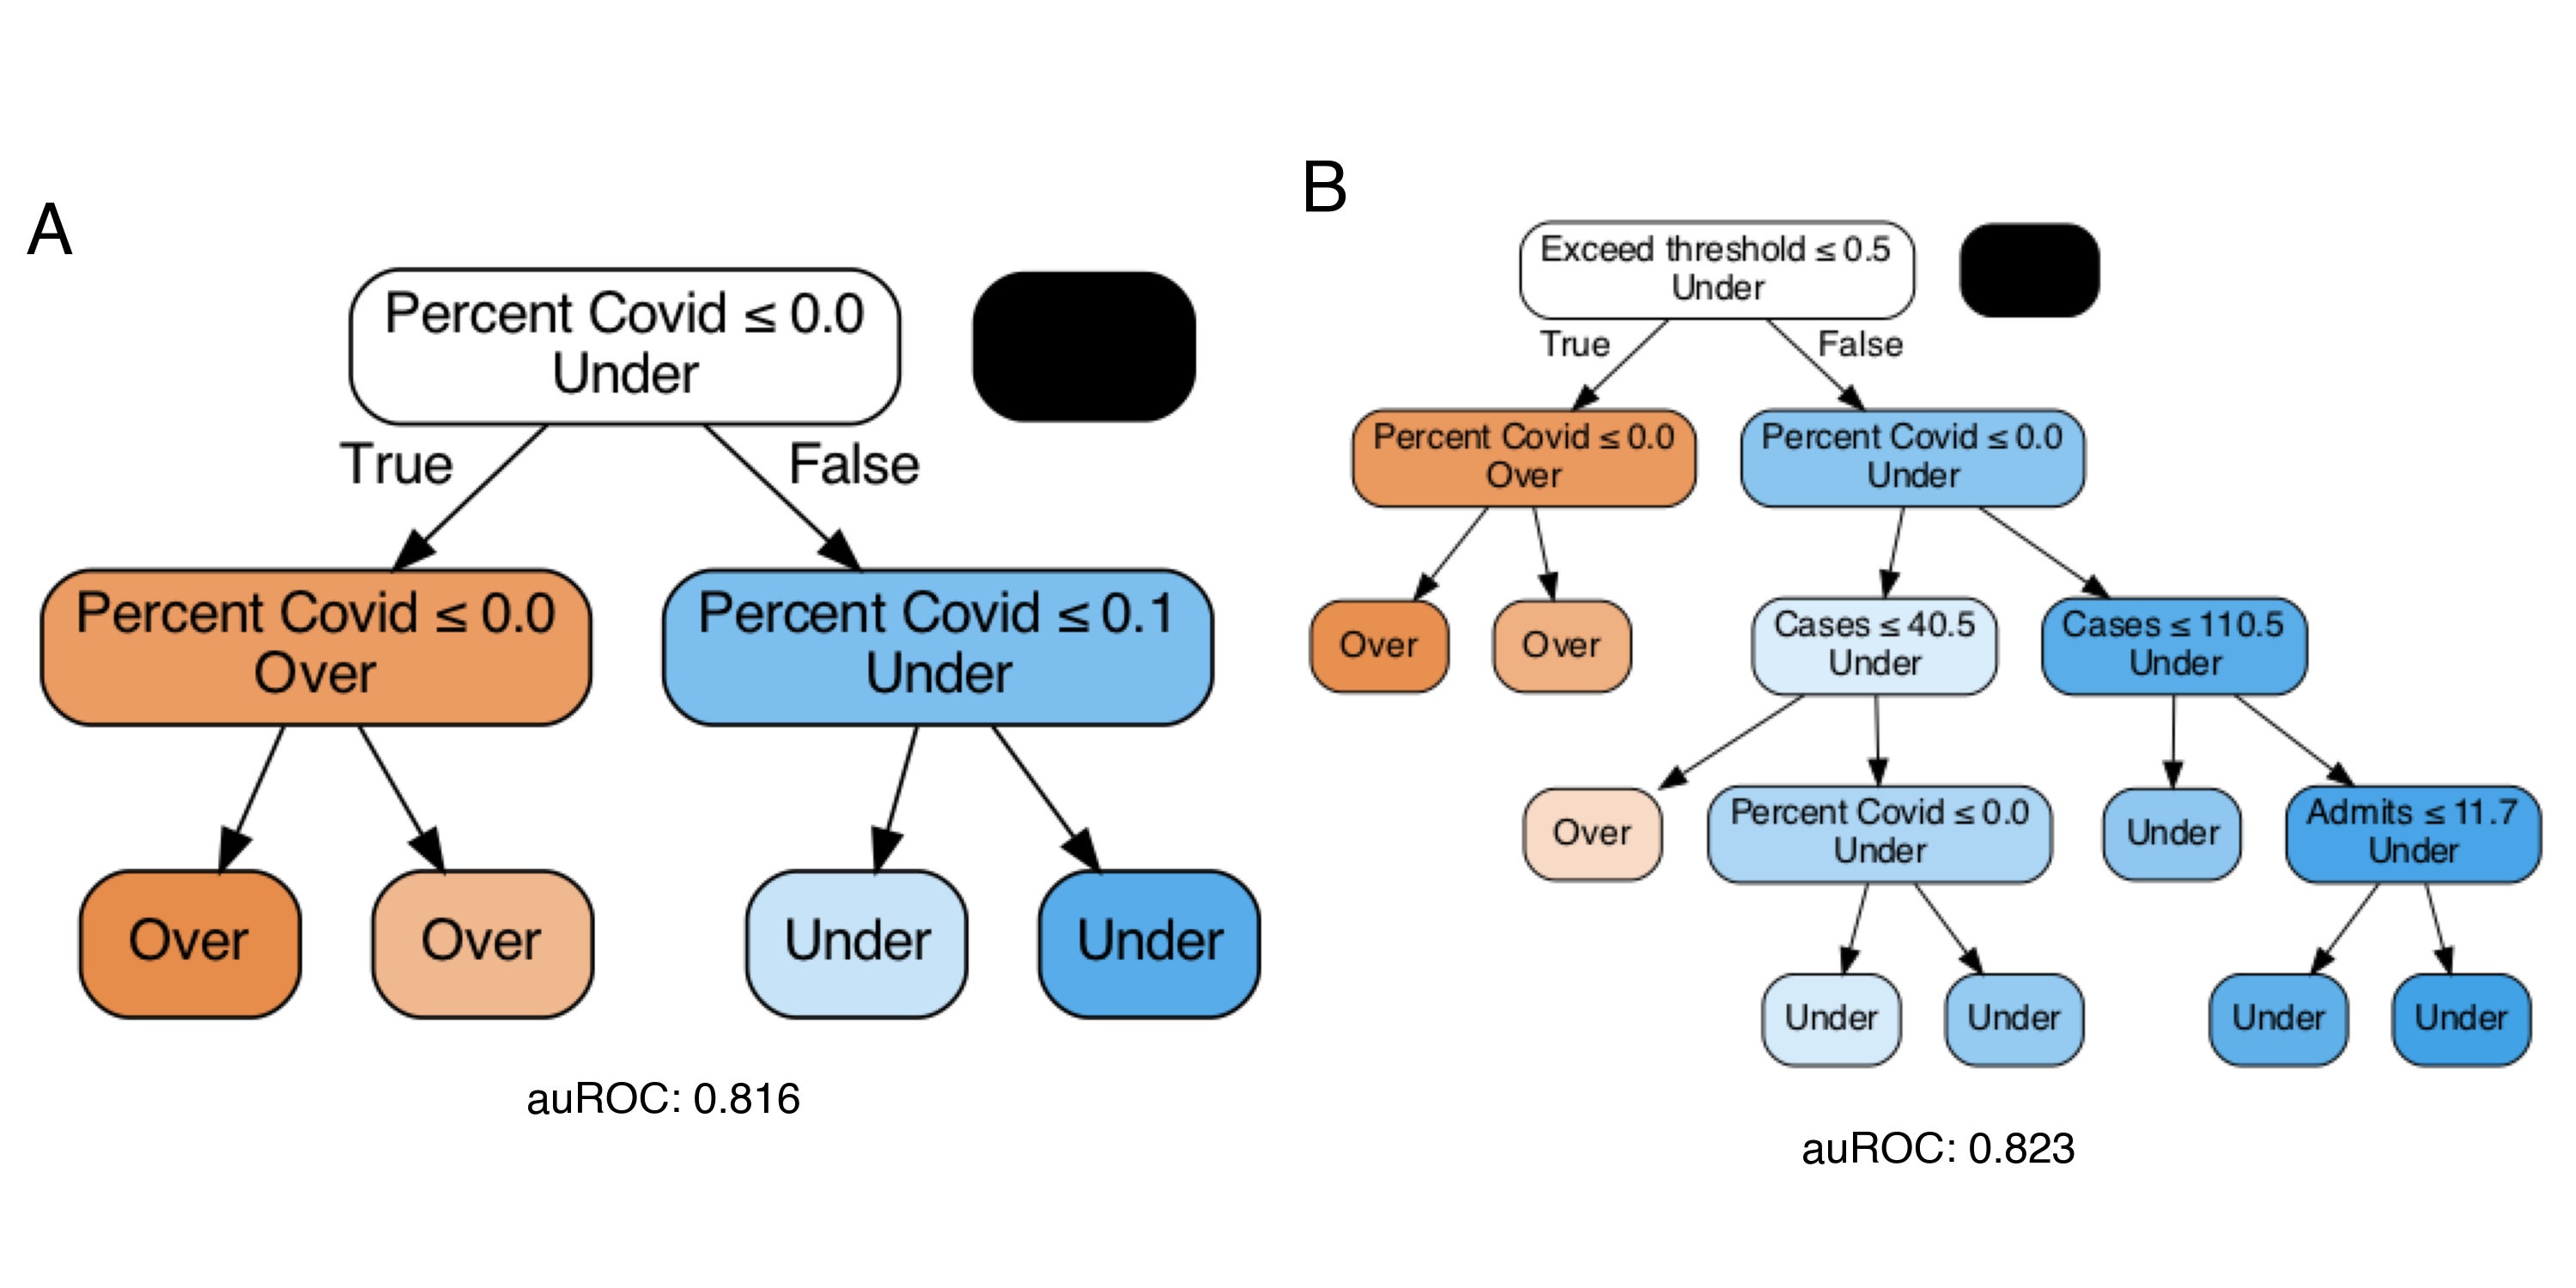 A
Percent Covid ≤ 0.0
Under
True
False
Percent Covid ≤ 0.0
Over
Percent Covid ≤ 0.1
Under
Over
Over
Under
Under
auROC: 0.816
B
Exceed threshold ≤ 0.5
Under
True
False
Percent Covid ≤ 0.0
Over
Percent Covid ≤ 0.0
Under
Over
Over
Cases ≤ 40.5
Under
Cases ≤ 110.5
Under
Over
Percent Covid ≤ 0.0
Under
Under
Admits ≤ 11.7
Under
Under
Under
Under
Under
auROC: 0.823